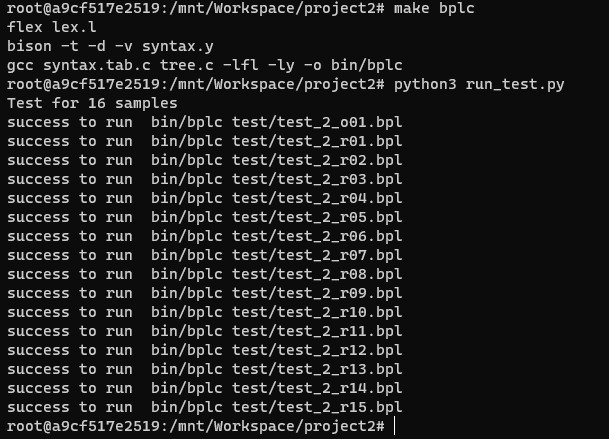 root@a9cf517e2519:/mnt/Workspace/project2# make bplc
flex lex.l
bison -t -d -v syntax.y
gcc syntax.tab.c tree.c -lfl -ly -o bin/bplc
root@a9cf517e2519:/mnt/Workspace/project2# python3 run_test.py
Test for 16 samples
success to run  bin/bplc test/test_2_o01.bpl
success to run  bin/bplc test/test_2_r01.bpl
success to run  bin/bplc test/test_2_r02.bpl
success to run  bin/bplc test/test_2_r03.bpl
success to run  bin/bplc test/test_2_r04.bpl
success to run  bin/bplc test/test_2_r05.bpl
success to run  bin/bplc test/test_2_r06.bpl
success to run  bin/bplc test/test_2_r07.bpl
success to run  bin/bplc test/test_2_r08.bpl
success to run  bin/bplc test/test_2_r09.bpl
success to run  bin/bplc test/test_2_r10.bpl
success to run  bin/bplc test/test_2_r11.bpl
success to run  bin/bplc test/test_2_r12.bpl
success to run  bin/bplc test/test_2_r13.bpl
success to run  bin/bplc test/test_2_r14.bpl
success to run  bin/bplc test/test_2_r15.bpl
root@a9cf517e2519:/mnt/Workspace/project2#